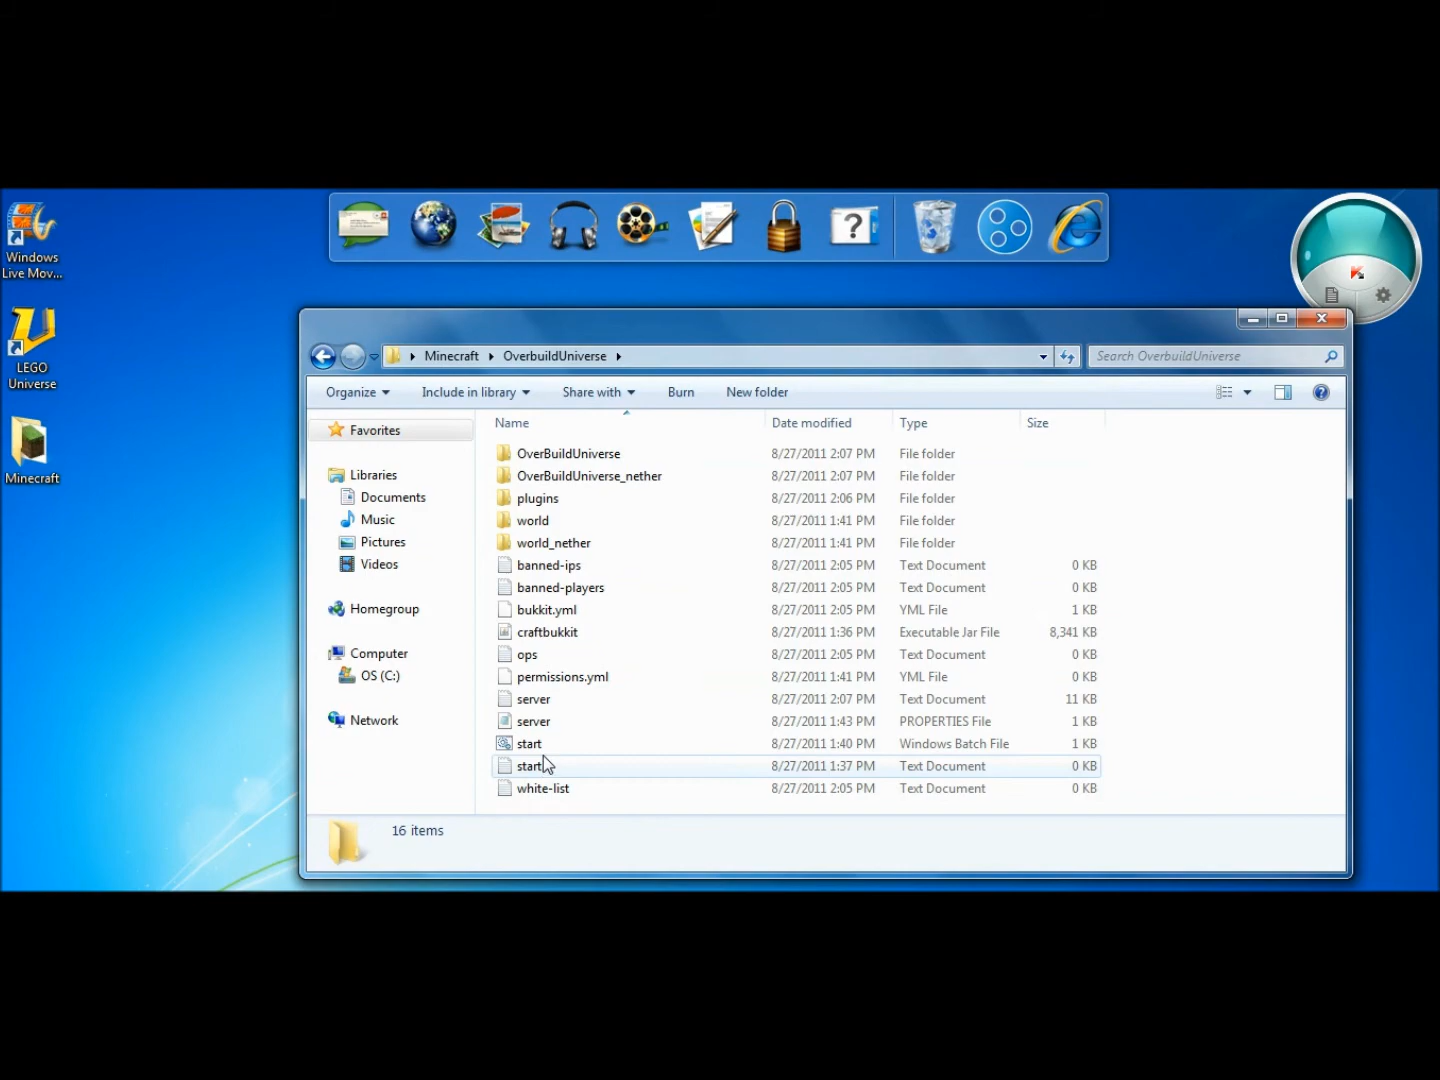 Windows
Live Mov...
LEGO
Universe
Minecraft
Minecraft OverbuildUniverse
Search OverbuildUniverse
Organize Include in library Share with Burn New folder
Favorites
Libraries
Documents
Music
Pictures
Videos
Homegroup
Computer
OS (C:)
Network
Name Date modified Type Size
OverBuildUniverse 8/27/2011 2:07 PM File folder
OverBuildUniverse_nether 8/27/2011 2:07 PM File folder
plugins 8/27/2011 2:06 PM File folder
world 8/27/2011 1:41 PM File folder
world_nether 8/27/2011 1:41 PM File folder
banned-ips 8/27/2011 2:05 PM Text Document 0 KB
banned-players 8/27/2011 2:05 PM Text Document 0 KB
bukkit.yml 8/27/2011 2:05 PM YML File 1 KB
craftbukkit 8/27/2011 1:36 PM Executable Jar File 8,341 KB
ops 8/27/2011 2:05 PM Text Document 0 KB
permissions.yml 8/27/2011 1:41 PM YML File 0 KB
server 8/27/2011 2:07 PM Text Document 11 KB
server 8/27/2011 1:43 PM PROPERTIES File 1 KB
start 8/27/2011 1:40 PM Windows Batch File 1 KB
start 8/27/2011 1:37 PM Text Document 0 KB
white-list 8/27/2011 2:05 PM Text Document 0 KB
16 items